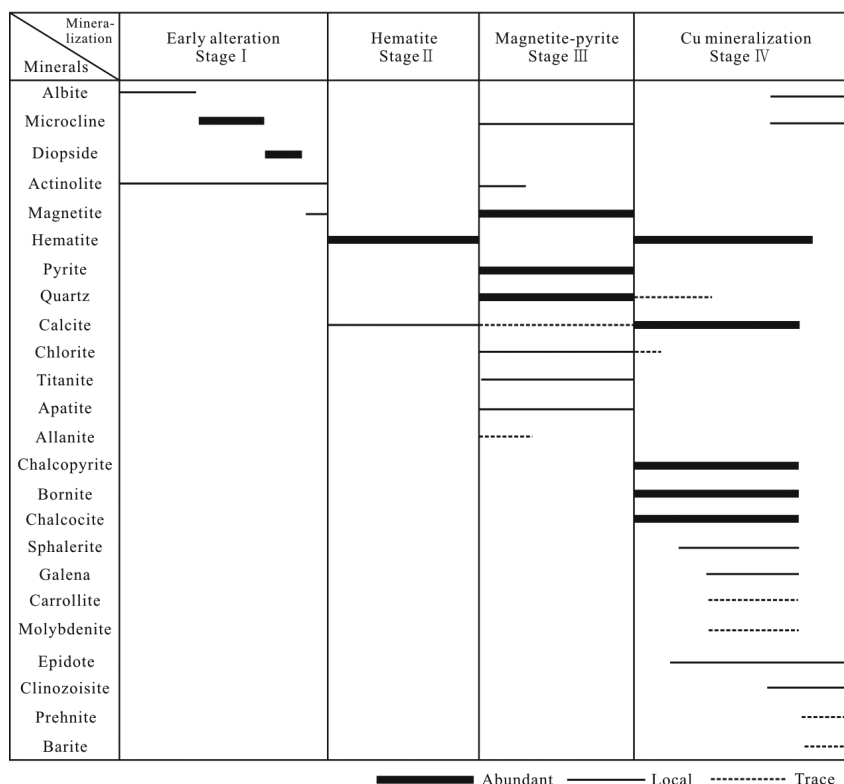 Minera-
lization
Minerals
Early alteration
Stage Ⅰ
Hematite
Stage Ⅱ
Magnetite-pyrite
Stage Ⅲ
Cu mineralization
Stage Ⅳ
Albite
Microcline
Diopside
Actinolite
Magnetite
Hematite
Pyrite
Quartz
Calcite
Chlorite
Titanite
Apatite
Allanite
Chalcopyrite
Bornite
Chalcocite
Sphalerite
Galena
Carrollite
Molybdenite
Epidote
Clinozoisite
Prehnite
Barite
Abundant Local Trace